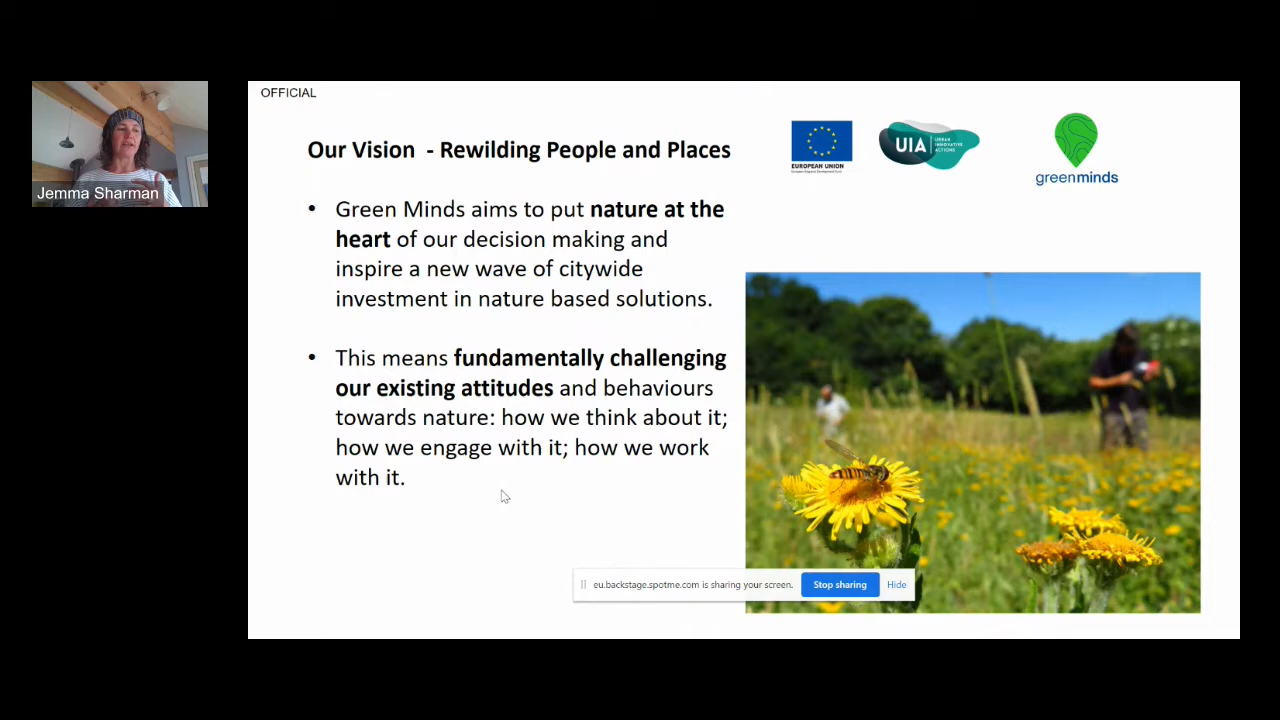 OFFICIAL
Jemma Sharman
Our Vision - Rewilding People and Places
EUROPEAN UNION
UIA
URBAN
INNOVATIVE
ACTIONS
greenminds
• Green Minds aims to put nature at the
heart of our decision making and
inspire a new wave of citywide
investment in nature based solutions.
• This means fundamentally challenging
our existing attitudes and behaviours
towards nature: how we think about it;
how we engage with it; how we work
with it.
eu.backstage.spotme.com is sharing your screen.
Stop sharing
Hide